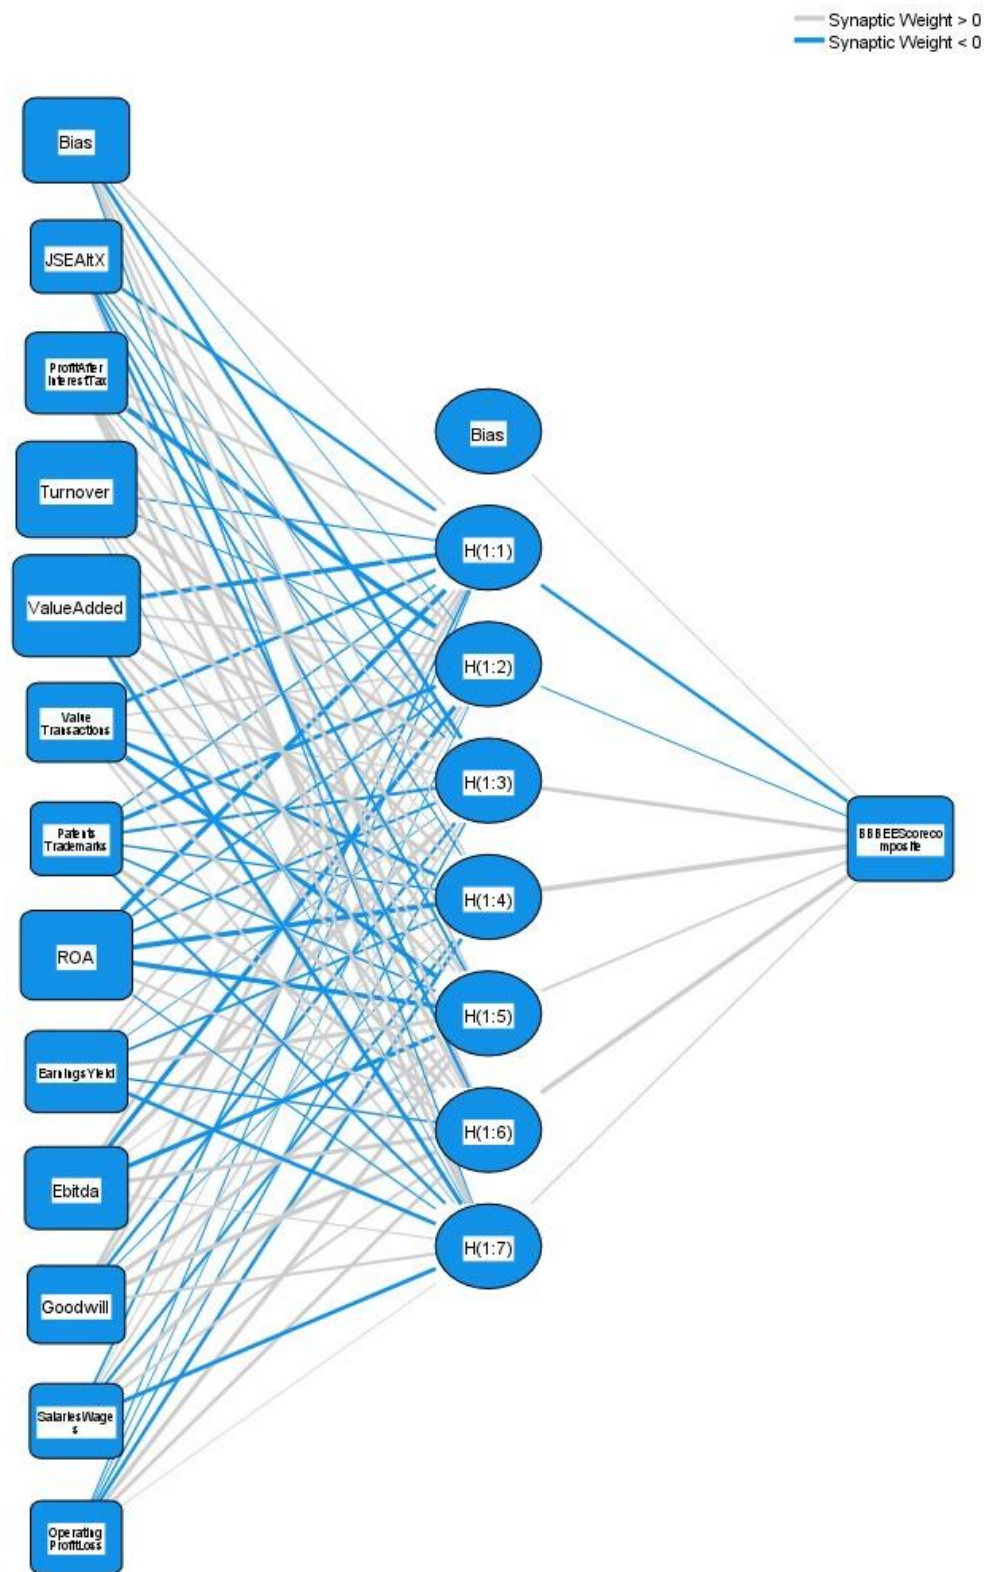 Synaptic Weight > 0
Synaptic Weight < 0
Bias
JSEAltX
ProfitAfter
InterestTax
Turnover
ValueAdded
Value
Transactions
Patents
Trademarks
ROA
EarningsYield
Ebitda
Goodwill
SalariesWage
s
Operating
ProfitLoss
Bias
H(1:1)
H(1:2)
H(1:3)
H(1:4)
H(1:5)
H(1:6)
H(1:7)
BBBEEScoreco
mposite